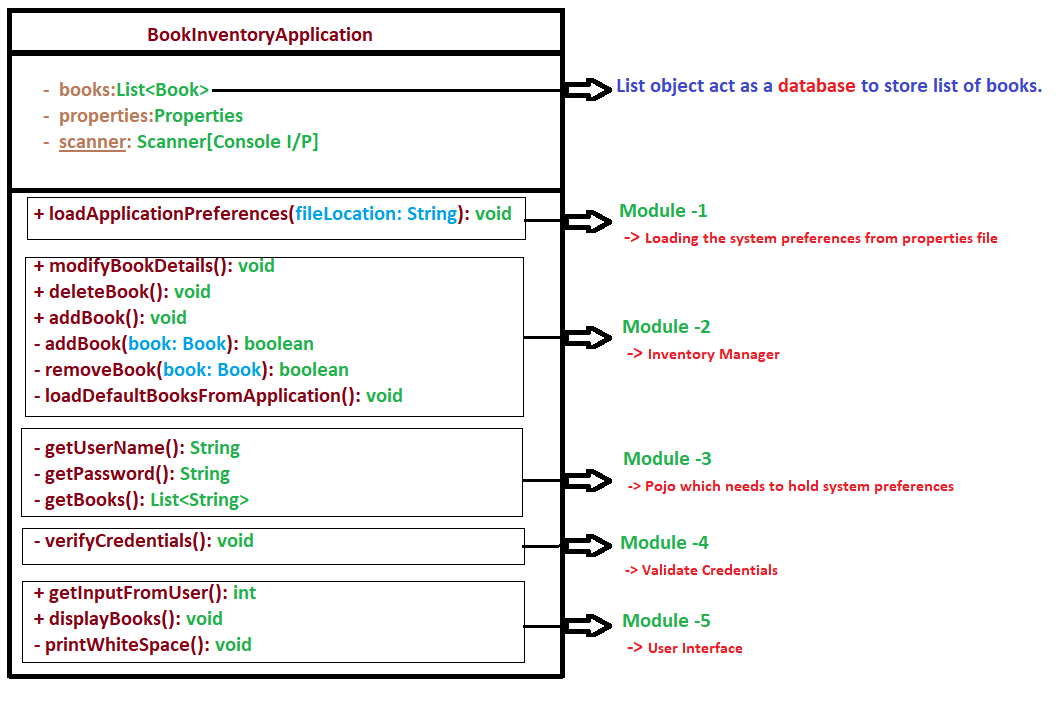 BookInventoryApplication
- books:List<Book>
List object act as a database to store list of books.
- properties:Properties
- scanner: Scanner[Console I/P]
+ loadApplicationPreferences(fileLocation: String): void
Module -1
-> Loading the system preferences from properties file
+ modifyBookDetails(): void
+ deleteBook(): void
+ addBook(): void
- addBook(book: Book): boolean
- removeBook(book: Book): boolean
- loadDefaultBooksFromApplication(): void
Module -2
-> Inventory Manager
- getUserName(): String
- getPassword(): String
- getBooks(): List<String>
Module -3
-> Pojo which needs to hold system preferences
- verifyCredentials(): void
Module -4
-> Validate Credentials
+ getInputFromUser(): int
+ displayBooks(): void
- printWhiteSpace(): void
Module -5
-> User Interface